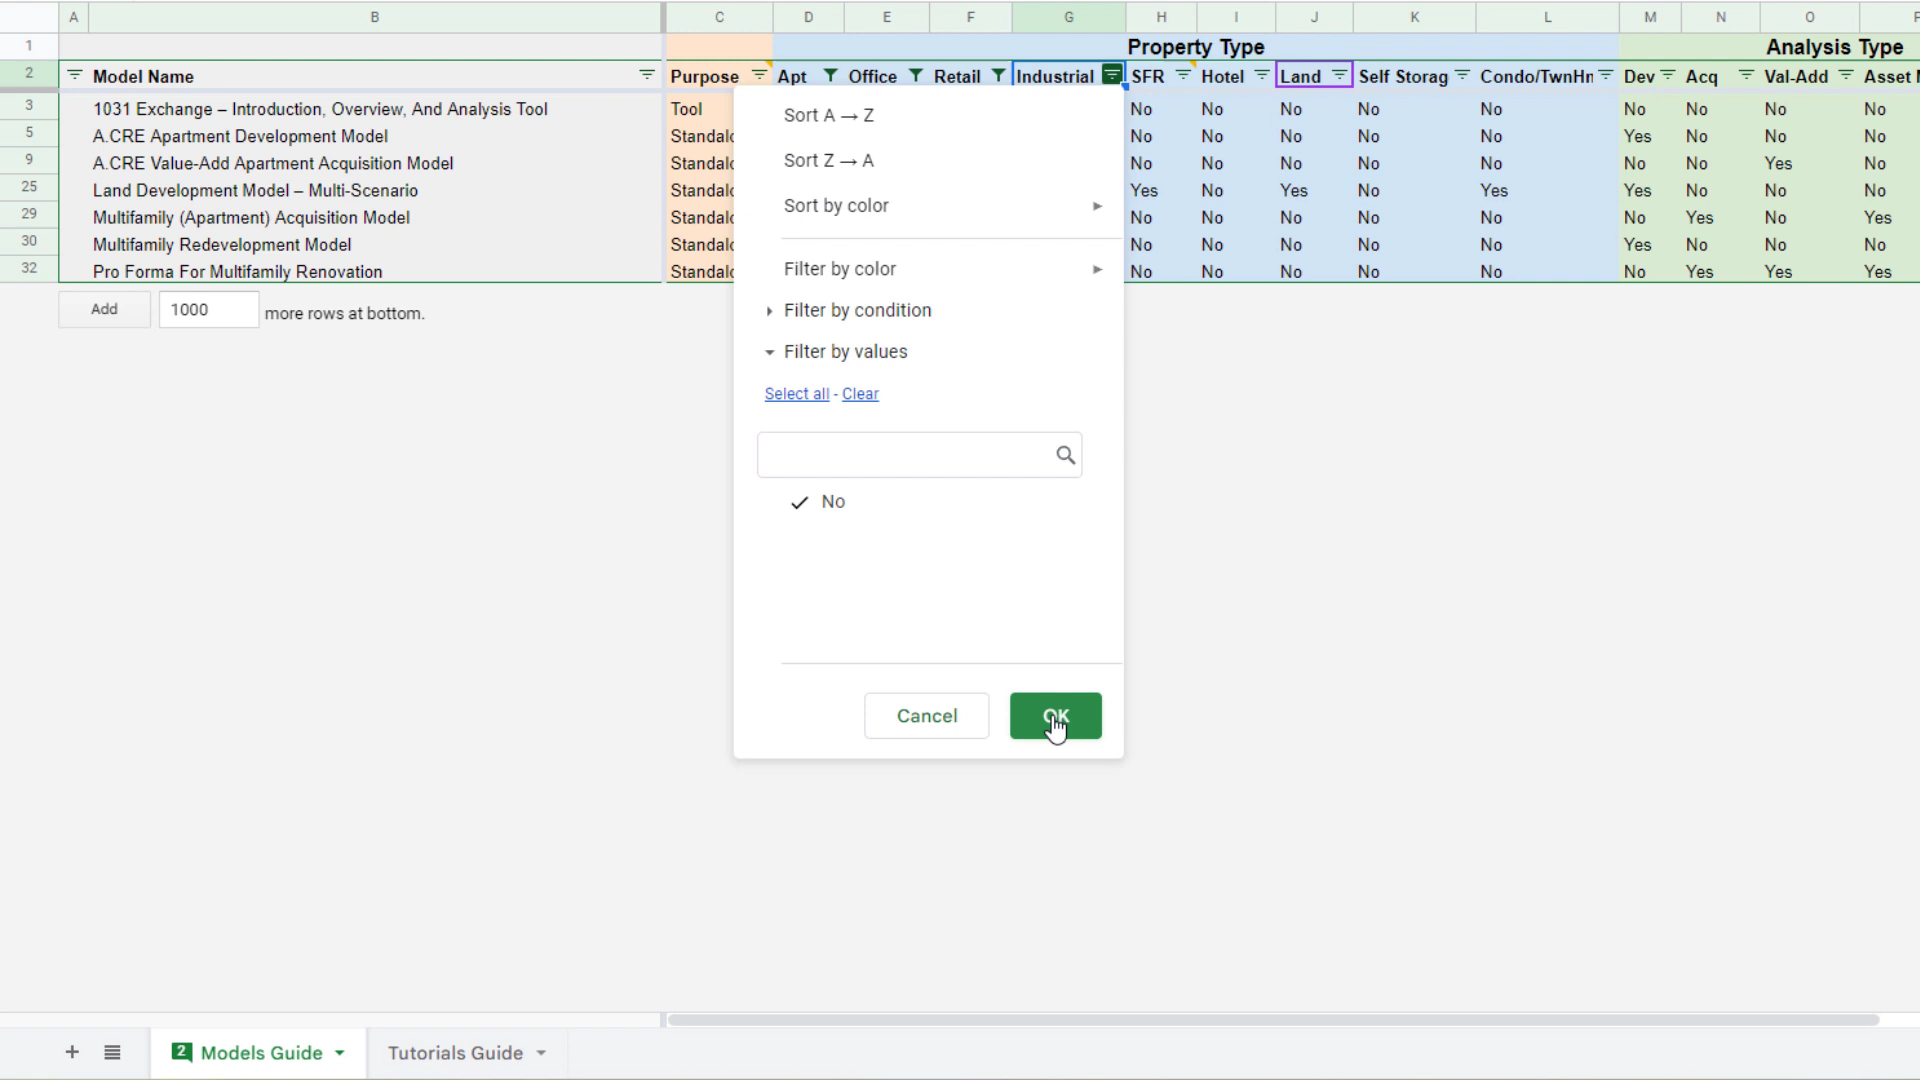 A B C D E F G H I J K L M N O
1 Property Type Analysis Type
2 Model Name Purpose Apt Office Retail Industrial SFR Hotel Land Self Storag Condo/TwnHn Dev Acq Val-Add Asset
3 1031 Exchange – Introduction, Overview, And Analysis Tool Tool No No No No No No No No No
5 A.CRE Apartment Development Model Standalo No No No No No Yes No No No
9 A.CRE Value-Add Apartment Acquisition Model Standalo No No No No No No No Yes No
25 Land Development Model – Multi-Scenario Standalo Yes No Yes No Yes Yes No No No
29 Multifamily (Apartment) Acquisition Model Standalo No No No No No No Yes No Yes
30 Multifamily Redevelopment Model Standalo No No No No No Yes No No No
32 Pro Forma For Multifamily Renovation Standalo No No No No No No Yes Yes Yes
Add 1000 more rows at bottom.
Sort A → Z
Sort Z → A
Sort by color
Filter by color
Filter by condition
Filter by values
Select all - Clear
No
Cancel OK
2 Models Guide Tutorials Guide